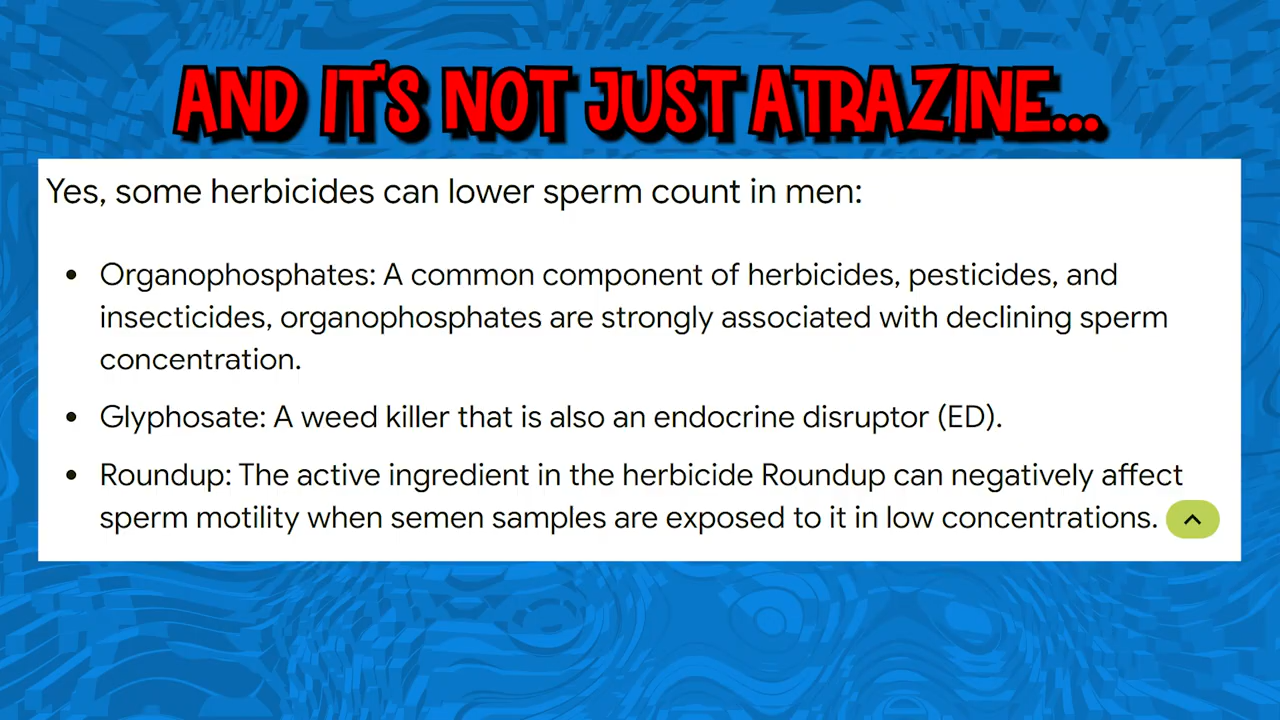 AND IT'S NOT JUST ATRAZINE...
Yes, some herbicides can lower sperm count in men:
• Organophosphates: A common component of herbicides, pesticides, and
insecticides, organophosphates are strongly associated with declining sperm
concentration.
• Glyphosate: A weed killer that is also an endocrine disruptor (ED).
• Roundup: The active ingredient in the herbicide Roundup can negatively affect
sperm motility when semen samples are exposed to it in low concentrations.